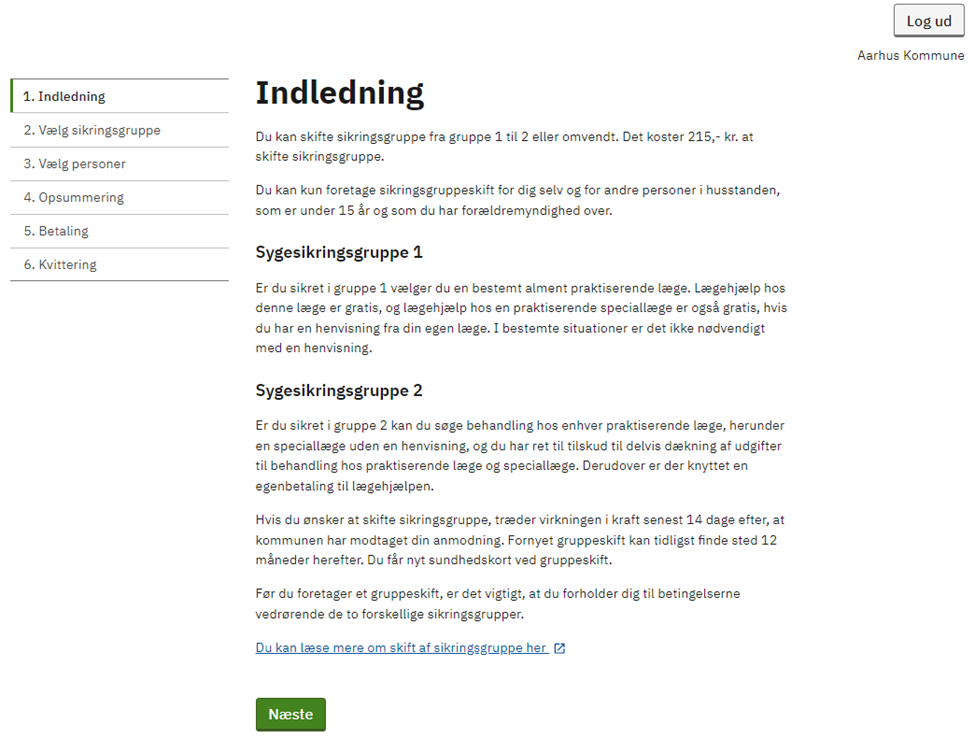 Log ud
Aarhus Kommune
1. Indledning
2. Vælg sikringsgruppe
3. Vælg personer
4. Opsummering
5. Betaling
6. Kvittering
Indledning
Du kan skifte sikringsgruppe fra gruppe 1 til 2 eller omvendt. Det koster 215,- kr. at
skifte sikringsgruppe.
Du kan kun foretage sikringsgruppeskift for dig selv og for andre personer i husstanden,
som er under 15 år og som du har forældremyndighed over.
Sygesikringsgruppe 1
Er du sikret i gruppe 1 vælger du en bestemt alment praktiserende læge. Lægehjælp hos
denne læge er gratis, og lægehjælp hos en praktiserende speciallæge er også gratis, hvis
du har en henvisning fra din egen læge. I bestemte situationer er det ikke nødvendigt
med en henvisning.
Sygesikringsgruppe 2
Er du sikret i gruppe 2 kan du søge behandling hos enhver praktiserende læge, herunder
en speciallæge uden en henvisning, og du har ret til tilskud til delvis dækning af udgifter
til behandling hos praktiserende læge og speciallæge. Derudover er der knyttet en
egenbetaling til lægehjælpen.
Hvis du ønsker at skifte sikringsgruppe, træder virkningen i kraft senest 14 dage efter, at
kommunen har modtaget din anmodning. Fornyet gruppeskift kan tidligst finde sted 12
måneder herefter. Du får nyt sundhedskort ved gruppeskift.
Før du foretager et gruppeskift, er det vigtigt, at du forholder dig til betingelserne
vedrørende de to forskellige sikringsgrupper.
Du kan læse mere om skift af sikringsgruppe her
Næste